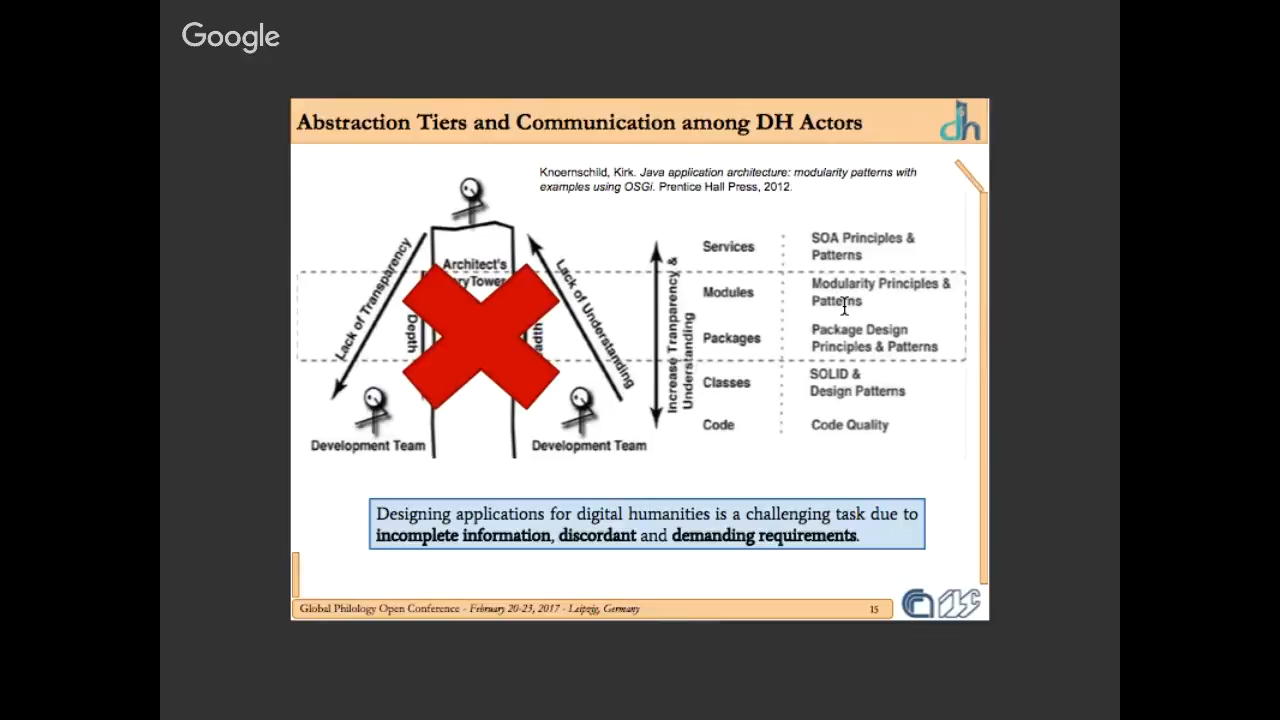 Google
Abstraction Tiers and Communication among DH Actors
dh
Knoernschild, Kirk. Java application architecture: modularity patterns with
examples using OSGi. Prentice Hall Press, 2012.
Architect's
Lack of Transparency
Depth
Lack of Understanding
Development Team
Development Team
Increase Tranparency &
Understanding
Services
SOA Principles &
Patterns
Modules
Modularity Principles &
Patterns
Packages
Package Design
Principles & Patterns
Classes
SOLID &
Design Patterns
Code
Code Quality
Designing applications for digital humanities is a challenging task due to
incomplete information, discordant and demanding requirements.
Global Philology Open Conference - February 20-23, 2017 - Leipzig, Germany
15